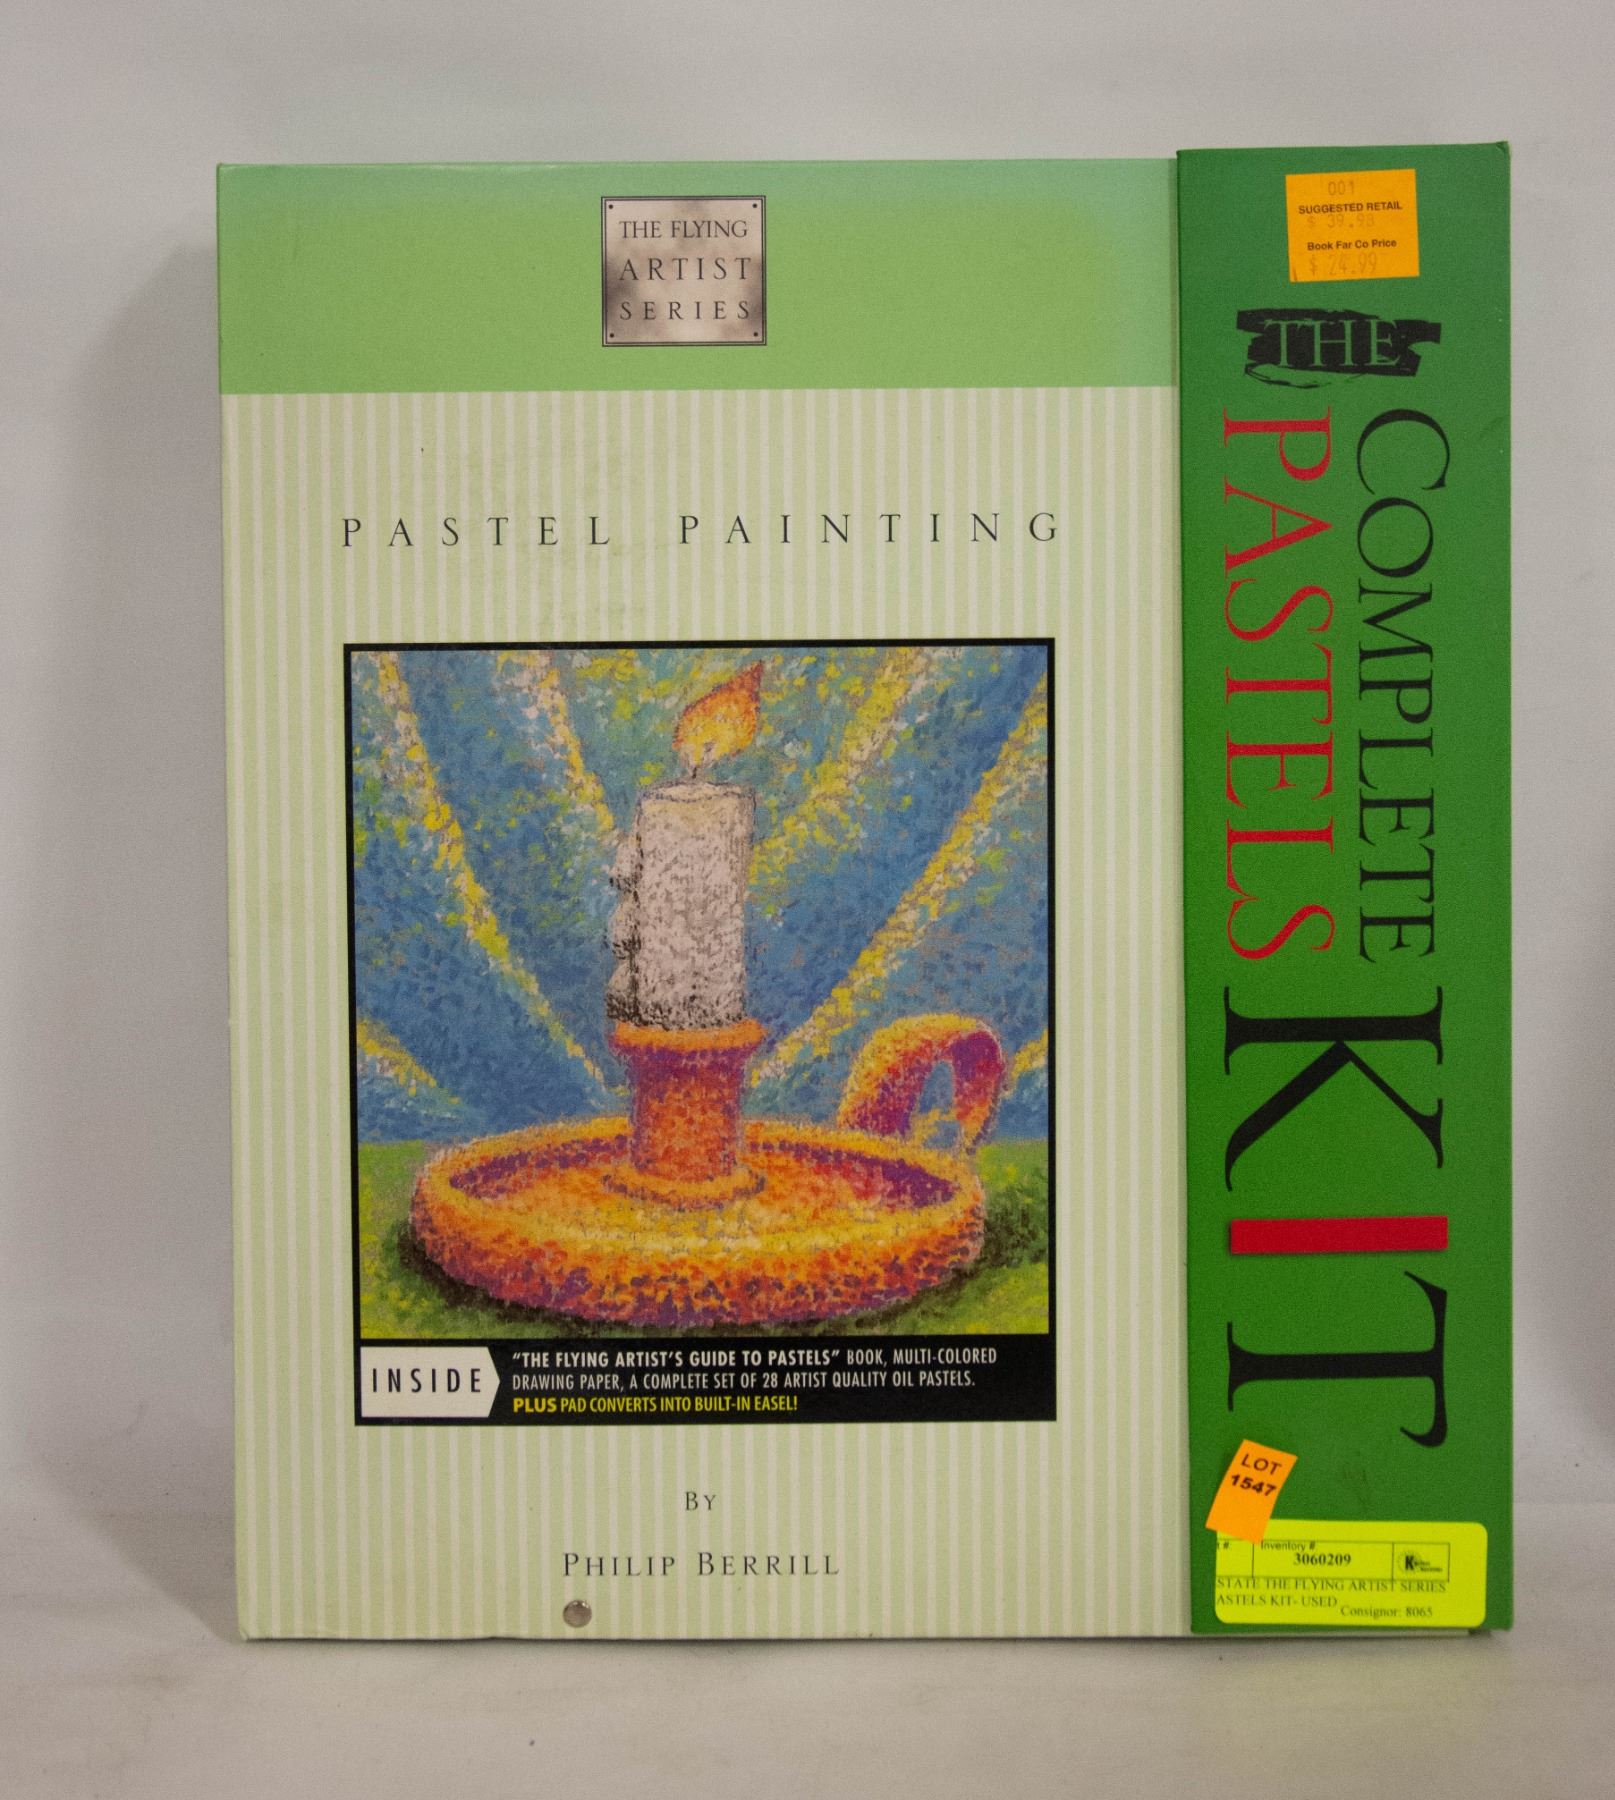 THE FLYING
ARTIST
SERIES
PASTEL PAINTING
INSIDE
"THE FLYING ARTIST'S GUIDE TO PASTELS" BOOK, MULTI-COLORED
DRAWING PAPER, A COMPLETE SET OF 28 ARTIST QUALITY OIL PASTELS.
PLUS PAD CONVERTS INTO BUILT-IN EASEL!
BY
PHILIP BERRILL
001
SUGGESTED RETAIL
$ 39.98
Book Far Co Price
$ 24.99
THE
COMPLETE
PASTELS
KIT
LOT
1547
t # Inventory #
3060209
STATE THE FLYING ARTIST SERIES
ASTELS KIT- USED
Consignor: 8065